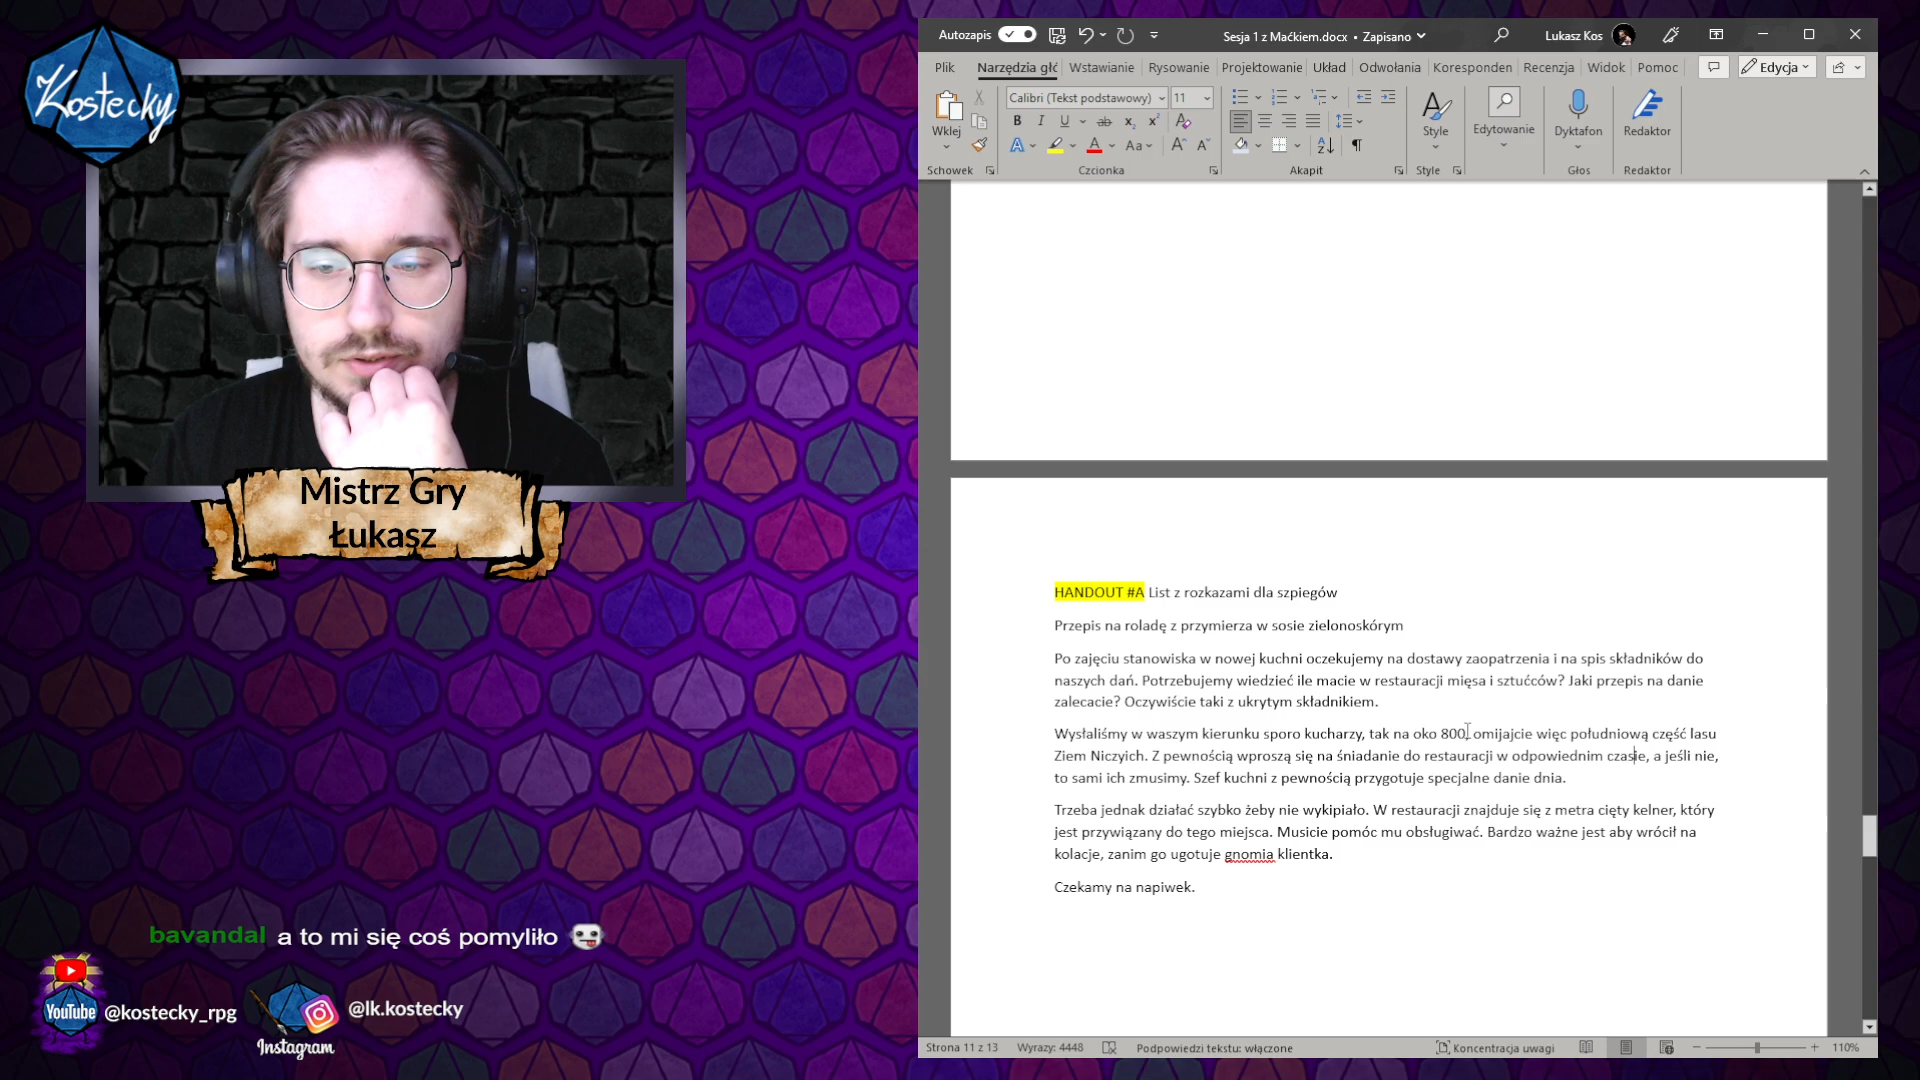 Kostecky
Mistrz Gry
Łukasz
bavandal a to mi się coś pomyliło
YouTube @kostecky_rpg
@lk.kostecky
Instagram
Autozapis
Sesja 1 z Maćkiem.docx • Zapisano
Lukasz Kos
Plik Narzędzia głć Wstawianie Rysowanie Projektowanie Układ Odwołania Koresponden Recenzja Widok Pomoc Edycja
Calibri (Tekst podstawowy) 11
Wklej
Style
Edytowanie
Dyktafon
Redaktor
Schowek Czcionka Akapit Style Głos Redaktor
HANDOUT #A List z rozkazami dla szpiegów
Przepis na roladę z przymierza w sosie zielonoskórym
Po zajęciu stanowiska w nowej kuchni oczekujemy na dostawy zaopatrzenia i na spis składników do
naszych dań. Potrzebujemy wiedzieć ile macie w restauracji mięsa i sztućców? Jaki przepis na danie
zalecacie? Oczywiście taki z ukrytym składnikiem.
Wysłaliśmy w waszym kierunku sporo kucharzy, tak na oko 800, omijajcie więc południową część lasu
Ziem Niczyich. Z pewnością wproszą się na śniadanie do restauracji w odpowiednim czasie, a jeśli nie,
to sami ich zmusimy. Szef kuchni z pewnością przygotuje specjalne danie dnia.
Trzeba jednak działać szybko żeby nie wykipiało. W restauracji znajduje się z metra cięty kelner, który
jest przywiązany do tego miejsca. Musicie pomóc mu obsługiwać. Bardzo ważne jest aby wrócił na
kolacje, zanim go ugotuje gnomia klientka.
Czekamy na napiwek.
Strona 11 z 13 Wyrazy: 4448 Podpowiedzi tekstu: włączone Koncentracja uwagi 110%